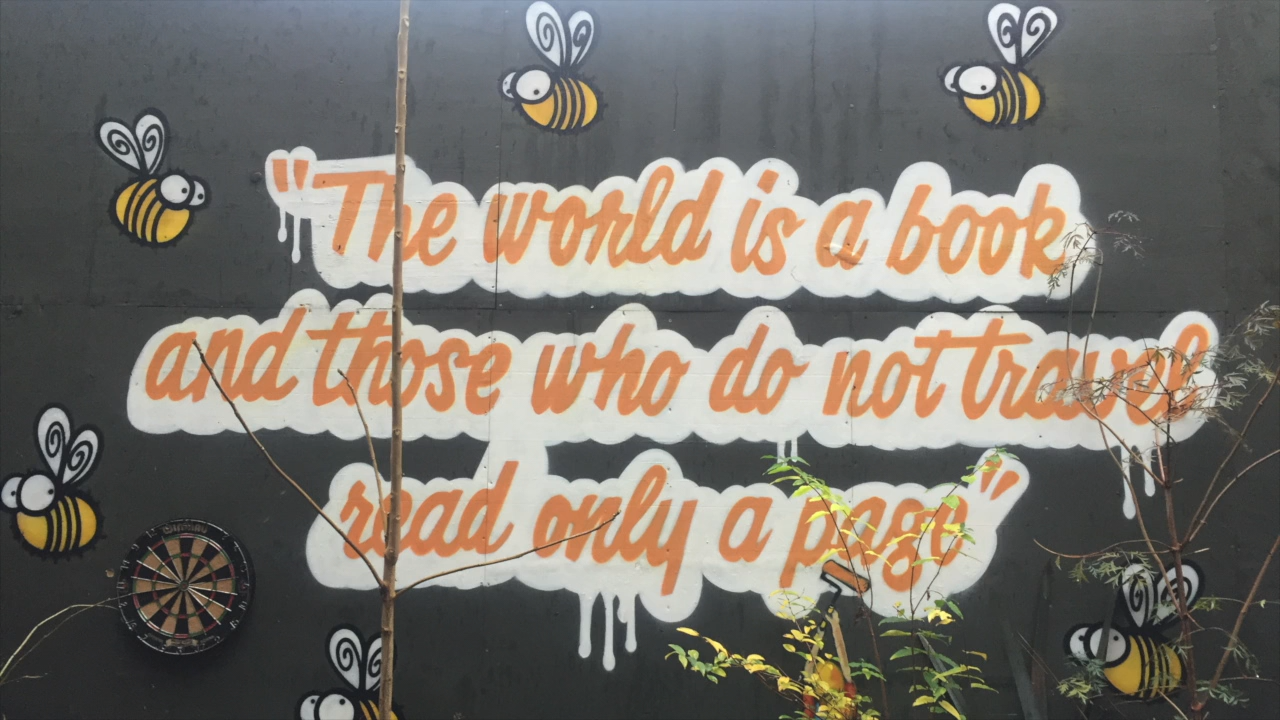 "The world is a book
and those who do not travel
read only a page"